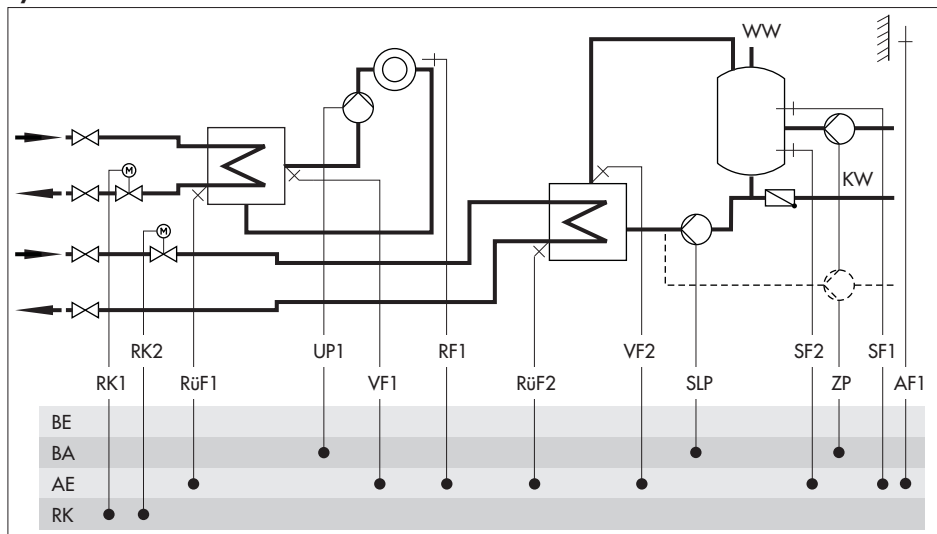 WW
M
KW
M
RK2 UP1 RF1 VF2 SF2 SF1
RK1 RüF1 VF1 RüF2 SLP ZP AF1
BE
BA
AE
RK